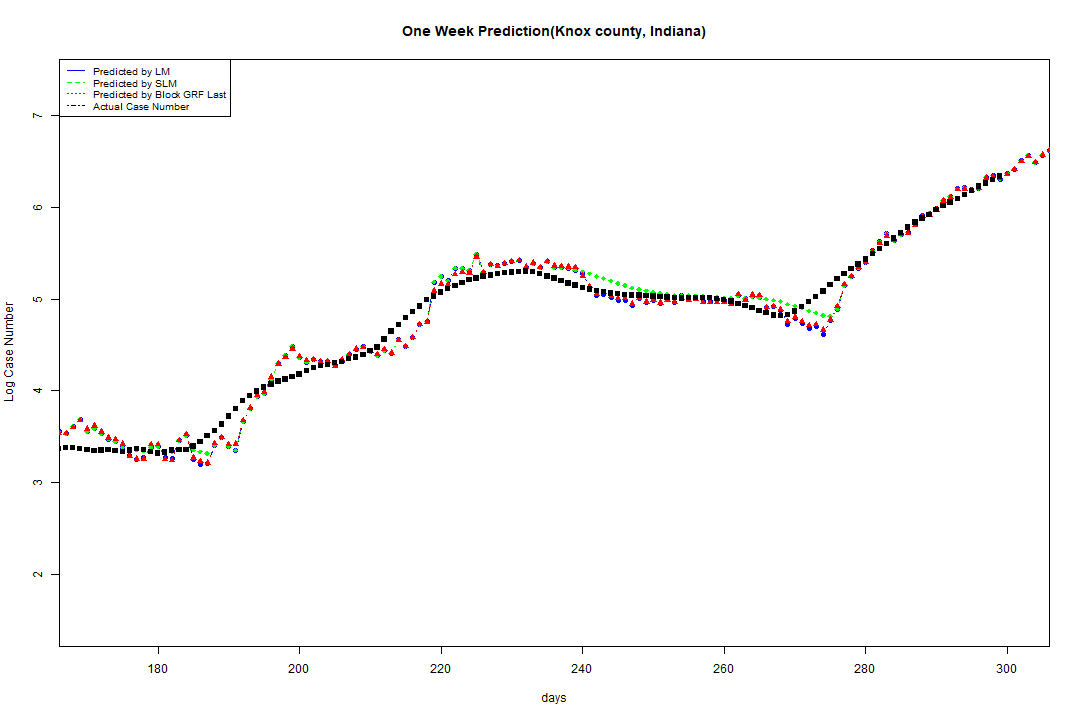 One Week Prediction(Knox county, Indiana)
Predicted by LM
Predicted by SLM
Predicted by Block GRF Last
Actual Case Number
7
6
5
4
3
2
Log Case Number
180 200 220 240 260 280 300
days